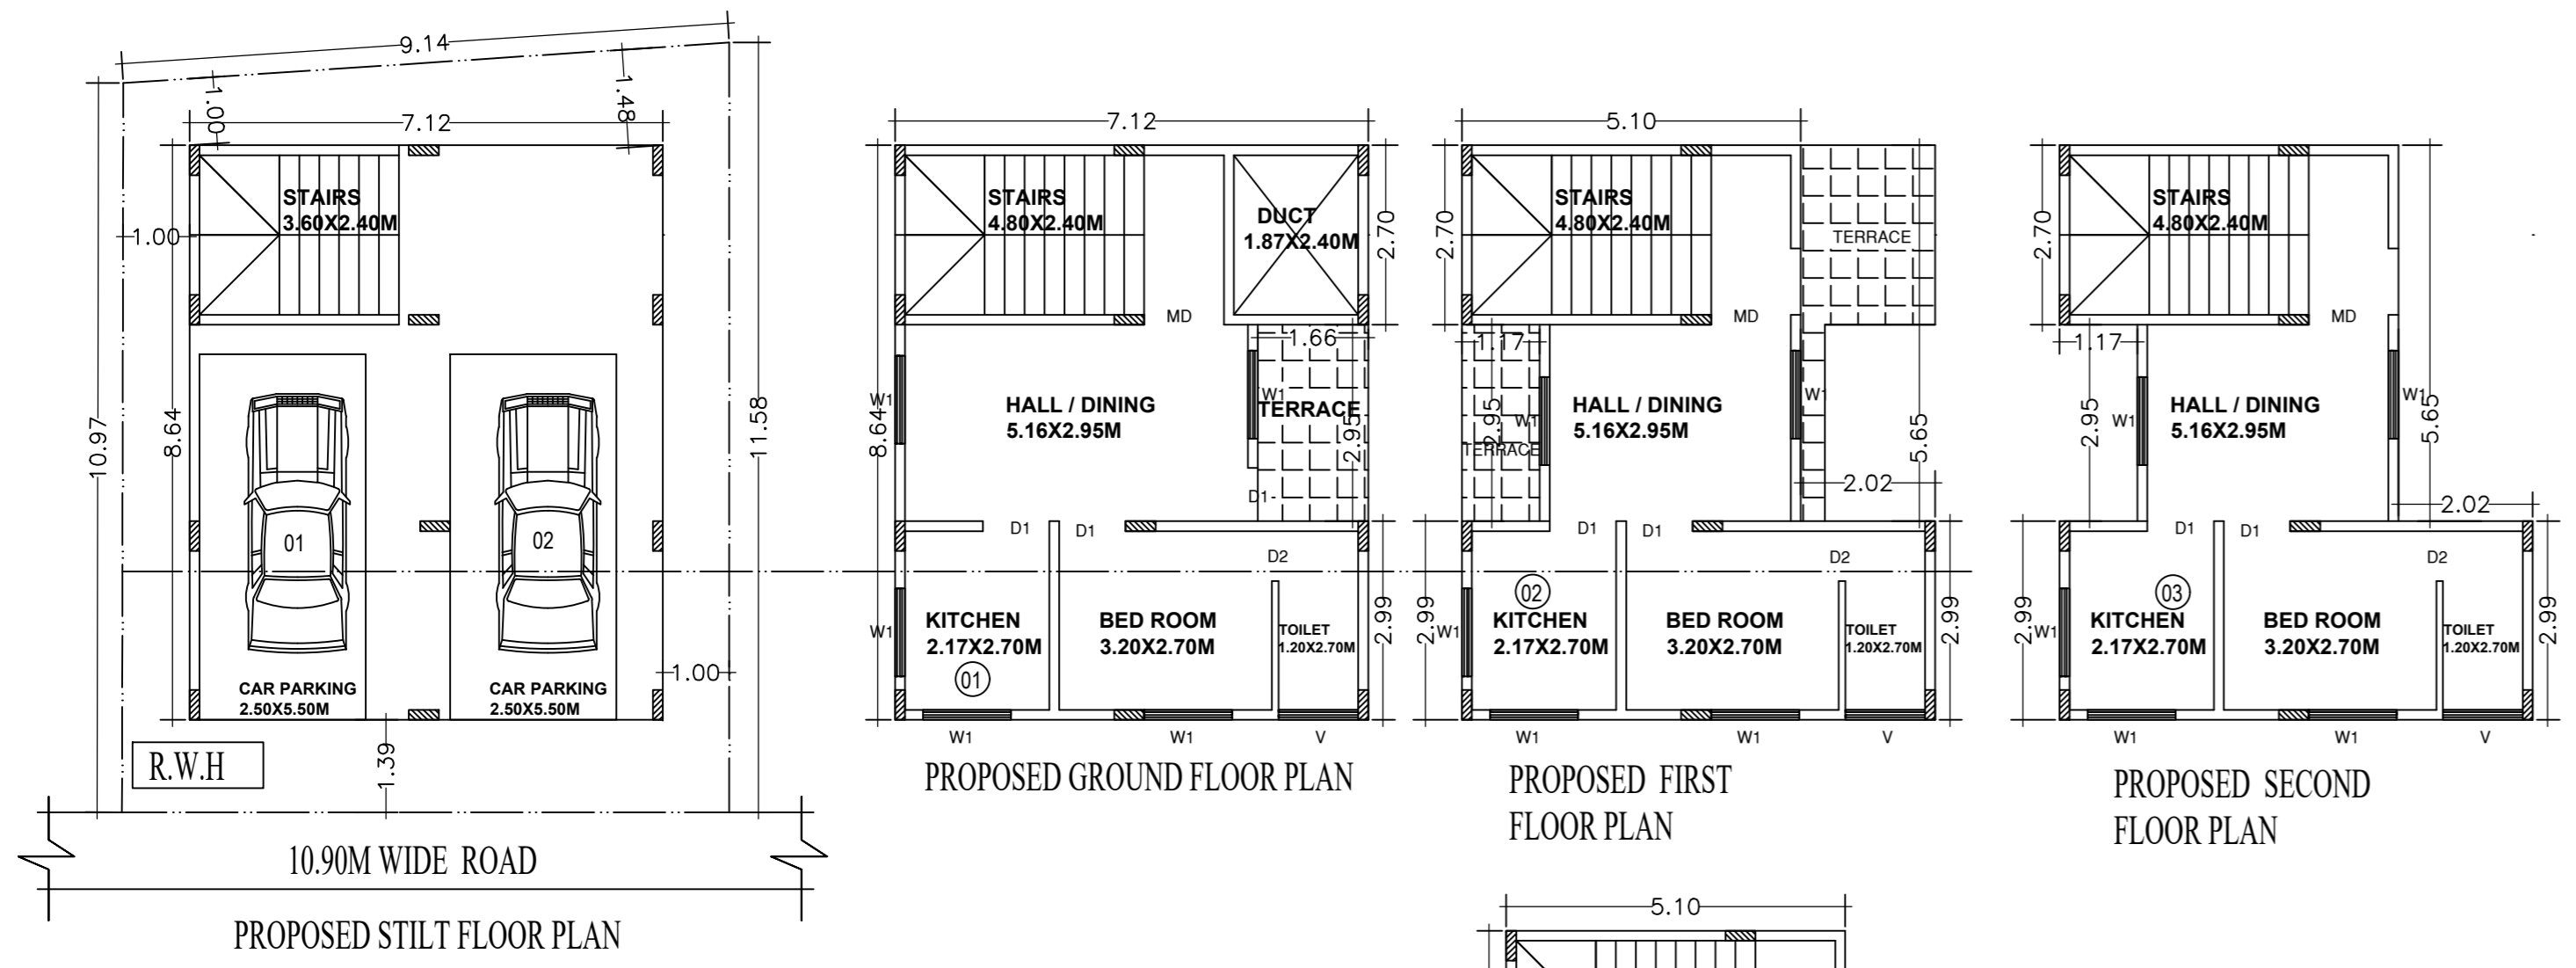 9.14
1.00
1.48
7.12
STAIRS
3.60X2.40M
1.00
10.97
8.64
11.58
01
02
CAR PARKING
2.50X5.50M
CAR PARKING
2.50X5.50M
1.00
1.39
R.W.H
10.90M WIDE ROAD
PROPOSED STILT FLOOR PLAN
7.12
STAIRS
4.80X2.40M
DUCT
1.87X2.40M
2.70
MD
1.66
W1
8.64
HALL / DINING
5.16X2.95M
W1
TERRACE
2.95
D1
D1
D1
D2
W1
KITCHEN
2.17X2.70M
01
BED ROOM
3.20X2.70M
TOILET
1.20X2.70M
2.99
W1
W1
V
PROPOSED GROUND FLOOR PLAN
5.10
2.70
STAIRS
4.80X2.40M
TERRACE
MD
1.17
2.95
W1
TERRACE
HALL / DINING
5.16X2.95M
W1
5.65
2.02
D1
D1
D2
2.99
W1
02
KITCHEN
2.17X2.70M
BED ROOM
3.20X2.70M
TOILET
1.20X2.70M
2.99
W1
W1
V
PROPOSED FIRST
FLOOR PLAN
2.70
STAIRS
4.80X2.40M
MD
1.17
2.95
W1
HALL / DINING
5.16X2.95M
W1
5.65
2.02
D1
D1
D2
2.99
W1
03
KITCHEN
2.17X2.70M
BED ROOM
3.20X2.70M
TOILET
1.20X2.70M
2.99
W1
W1
V
PROPOSED SECOND
FLOOR PLAN
5.10